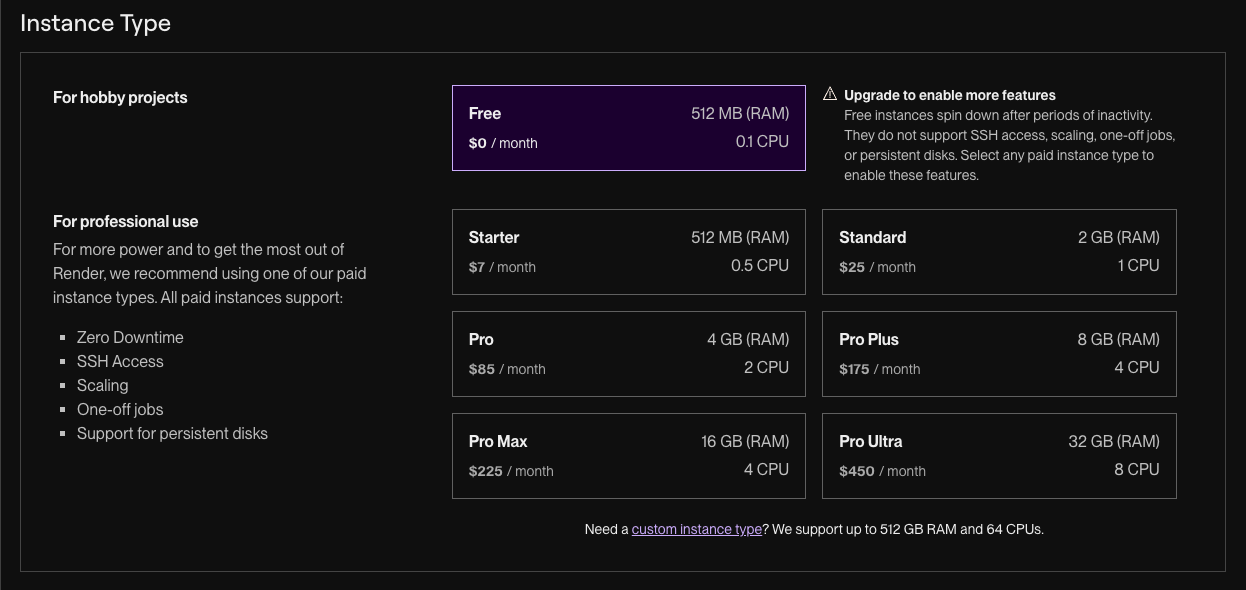 Instance Type
For hobby projects
Free
512 MB (RAM)
$0 / month
0.1 CPU
Upgrade to enable more features
Free instances spin down after periods of inactivity.
They do not support SSH access, scaling, one-off jobs,
or persistent disks. Select any paid instance type to
enable these features.
For professional use
For more power and to get the most out of
Render, we recommend using one of our paid
instance types. All paid instances support:
Zero Downtime
SSH Access
Scaling
One-off jobs
Support for persistent disks
Starter
512 MB (RAM)
$7 / month
0.5 CPU
Standard
2 GB (RAM)
$25 / month
1 CPU
Pro
4 GB (RAM)
$85 / month
2 CPU
Pro Plus
8 GB (RAM)
$175 / month
4 CPU
Pro Max
16 GB (RAM)
$225 / month
4 CPU
Pro Ultra
32 GB (RAM)
$450 / month
8 CPU
Need a custom instance type? We support up to 512 GB RAM and 64 CPUs.